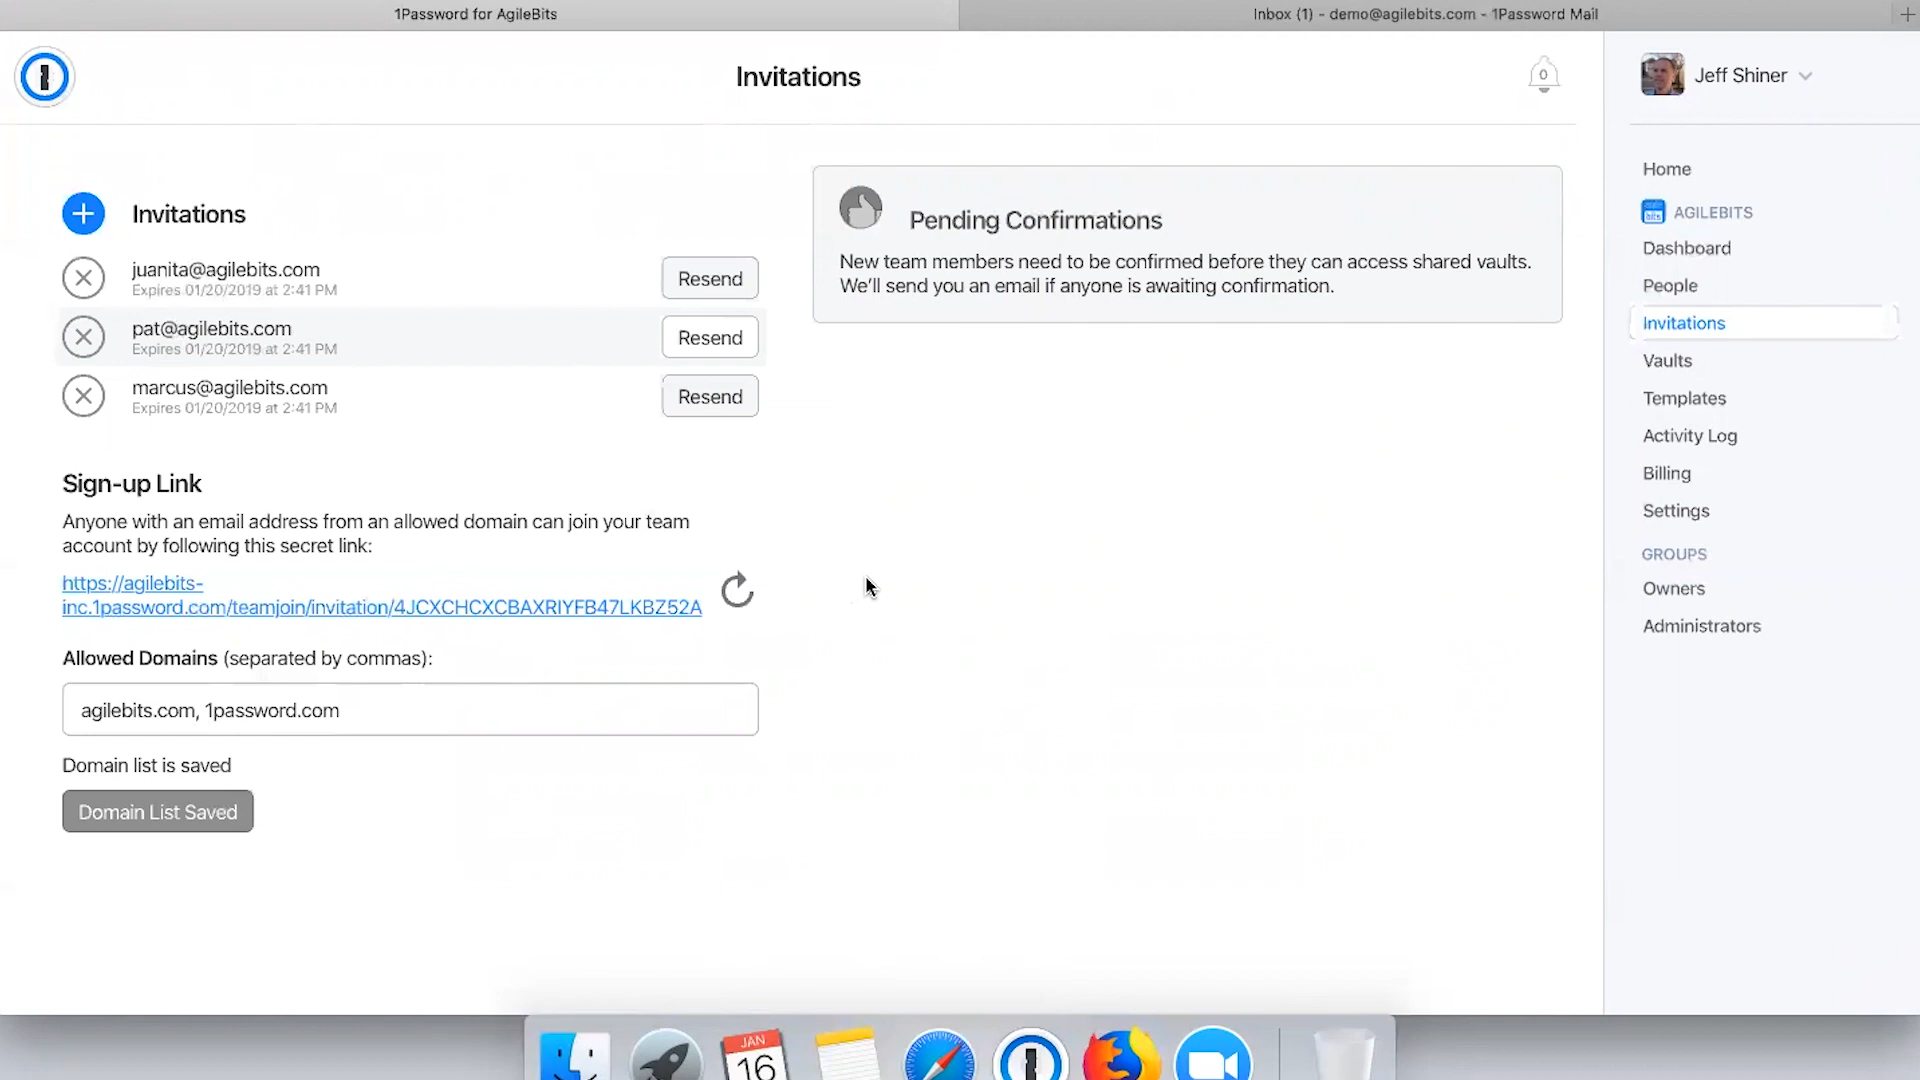 1Password for AgileBits
Inbox (1) - demo@agilebits.com - 1Password Mail
Invitations
0
Jeff Shiner
Invitations
juanita@agilebits.com
Expires 01/20/2019 at 2:41 PM
Resend
pat@agilebits.com
Expires 01/20/2019 at 2:41 PM
Resend
marcus@agilebits.com
Expires 01/20/2019 at 2:41 PM
Resend
Sign-up Link
Anyone with an email address from an allowed domain can join your team
account by following this secret link:
https://agilebits-
inc.1password.com/teamjoin/invitation/4JCXCHCXCBAXRIYFB47LKBZ52A
Allowed Domains (separated by commas):
agilebits.com, 1password.com
Domain list is saved
Domain List Saved
Pending Confirmations
New team members need to be confirmed before they can access shared vaults.
We'll send you an email if anyone is awaiting confirmation.
Home
AGILEBITS
Dashboard
People
Invitations
Vaults
Templates
Activity Log
Billing
Settings
GROUPS
Owners
Administrators
JAN
16